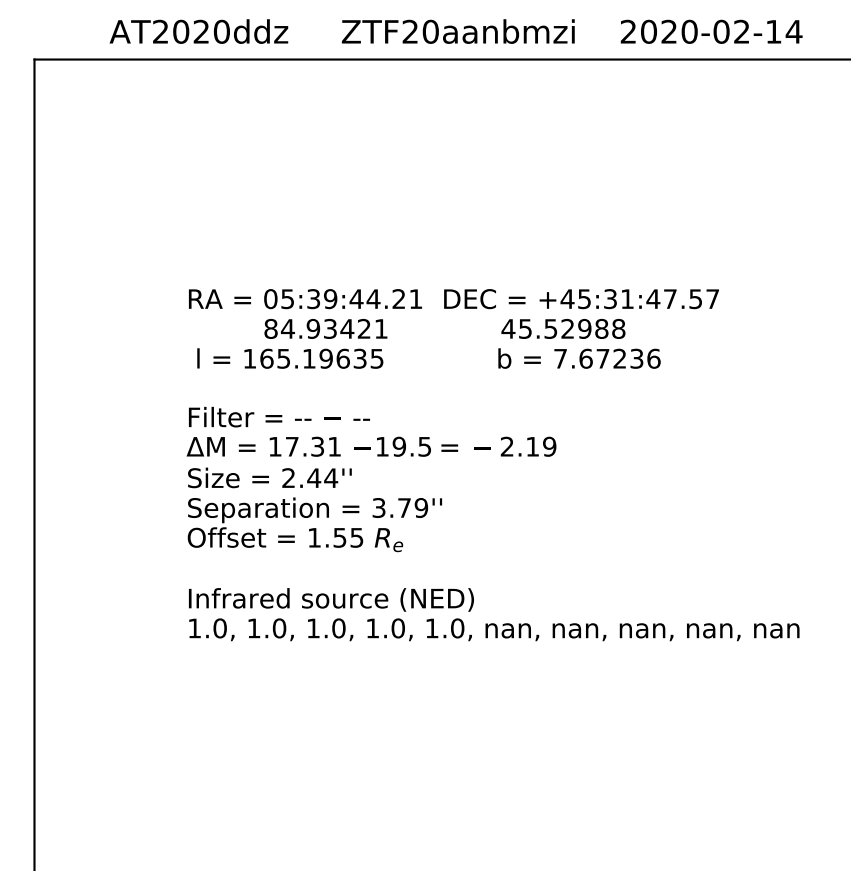 AT2020ddz ZTF20aanbmzi 2020-02-14
RA = 05:39:44.21 DEC = +45:31:47.57
84.93421 45.52988
l = 165.19635 b = 7.67236
Filter = -- − --
ΔM = 17.31 −19.5 = −2.19
Size = 2.44''
Separation = 3.79''
Offset = 1.55 Re
Infrared source (NED)
1.0, 1.0, 1.0, 1.0, 1.0, nan, nan, nan, nan, nan